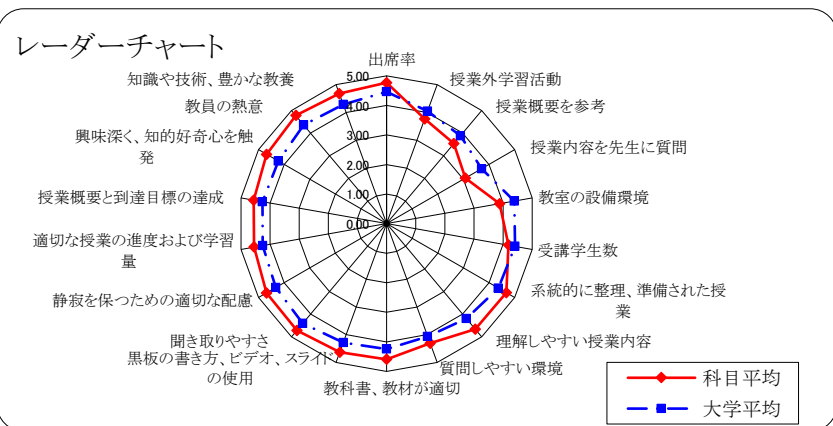 レーダーチャート
出席率
授業外学習活動
授業概要を参考
授業内容を先生に質問
教室の設備環境
受講学生数
系統的に整理、準備された授
業
理解しやすい授業内容
質問しやすい環境
教科書、教材が適切
黒板の書き方、ビデオ、スライド
の使用
聞き取りやすさ
静寂を保つための適切な配慮
適切な授業の進度および学習
量
授業概要と到達目標の達成
興味深く、知的好奇心を触
発
教員の熱意
知識や技術、豊かな教養
5.00
4.00
3.00
2.00
1.00
0.00
科目平均
大学平均